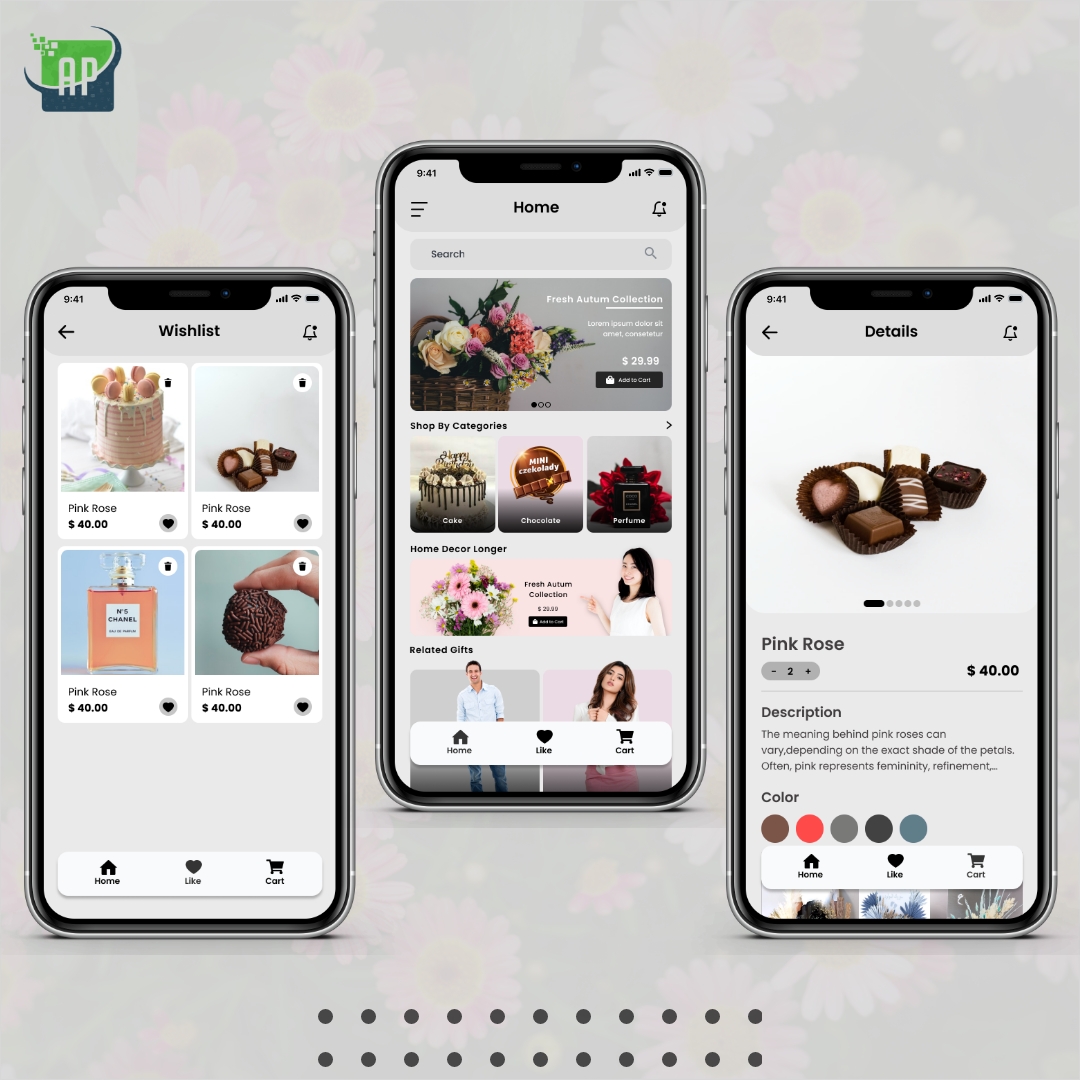 AP
9:41
Wishlist
Pink Rose
$ 40.00
Pink Rose
$ 40.00
N°5
CHANEL
EAU DE PARFUM
Pink Rose
$ 40.00
Pink Rose
$ 40.00
Home
Like
Cart
9:41
Home
Search
Fresh Autum Collection
Lorem ipsum dolor sit
amet, consetetur
$ 29.99
Add to Cart
Shop By Categories
Happy
Birthday
Cake
MINI
czekolady
Chocolate
Perfume
Home Decor Longer
Fresh Autum
Collection
$ 29.99
Add to Cart
Related Gifts
Home
Like
Cart
9:41
Details
Pink Rose
- 2 +
$ 40.00
Description
The meaning behind pink roses can
vary,depending on the exact shade of the petals.
Often, pink represents femininity, refinement,...
Color
Home
Like
Cart